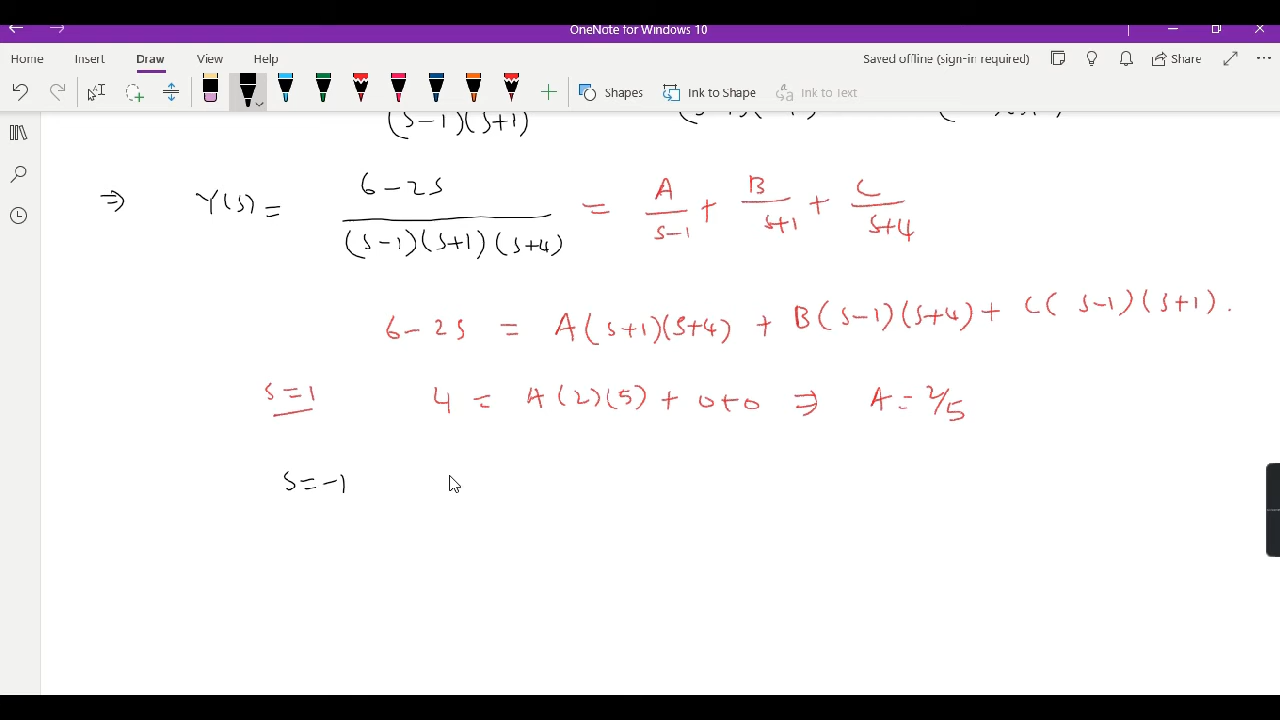 OneNote for Windows 10
Home Insert Draw View Help Saved offline (sign-in required) Share
Shapes Ink to Shape Ink to Text
(s-1)(s+1)
⇒ Y(s) = 6-2s / (s-1)(s+1)(s+4) = A/s-1 + B/s+1 + C/s+4
6-2s = A(s+1)(s+4) + B(s-1)(s+4) + C(s-1)(s+1).
s=1 4 = A(2)(5) + 0+0 ⇒ A = 2/5
s=-1